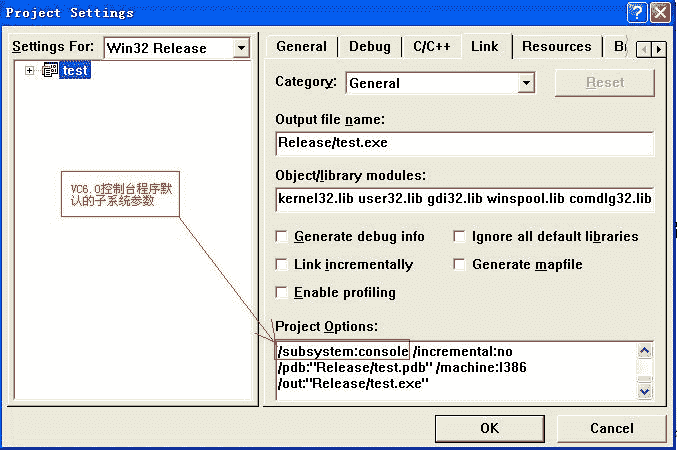 Project Settings
Settings For:
Win32 Release
test
VC6.0控制台程序默
认的子系统参数
General
Debug
C/C++
Link
Resources
Category:
General
Reset
Output file name:
Release/test.exe
Object/library modules:
kernel32.lib user32.lib gdi32.lib winspool.lib comdlg32.lib
Generate debug info
Ignore all default libraries
Link incrementally
Generate mapfile
Enable profiling
Project Options:
/subsystem:console /incremental:no
/pdb:"Release/test.pdb" /machine:I386
/out:"Release/test.exe"
OK
Cancel